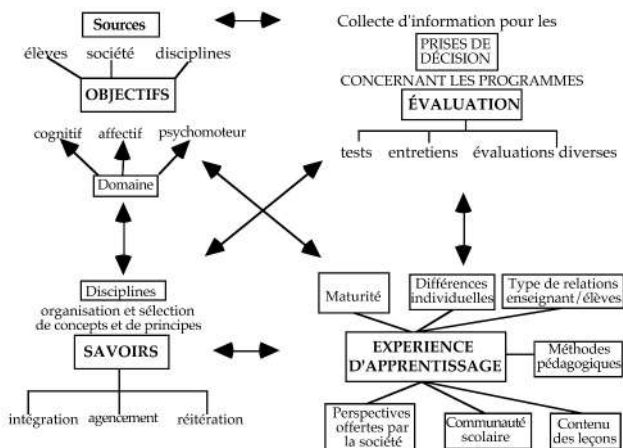 Sources
élèves société disciplines
OBJECTIFS
cognitif affectif psychomoteur
Domaine
Collecte d'information pour les
PRISES DE
DÉCISION
CONCERNANT LES PROGRAMMES
ÉVALUATION
tests entretiens évaluations diverses
Disciplines
organisation et sélection
de concepts et de principes
SAVOIRS
intégration agencement réitération
Maturité
Différences
individuelles
Type de relations
enseignant/élèves
EXPERIENCE
D'APPRENTISSAGE
Méthodes
pédagogiques
Perspectives
offertes par
la société
Communauté
scolaire
Contenu
des leçons